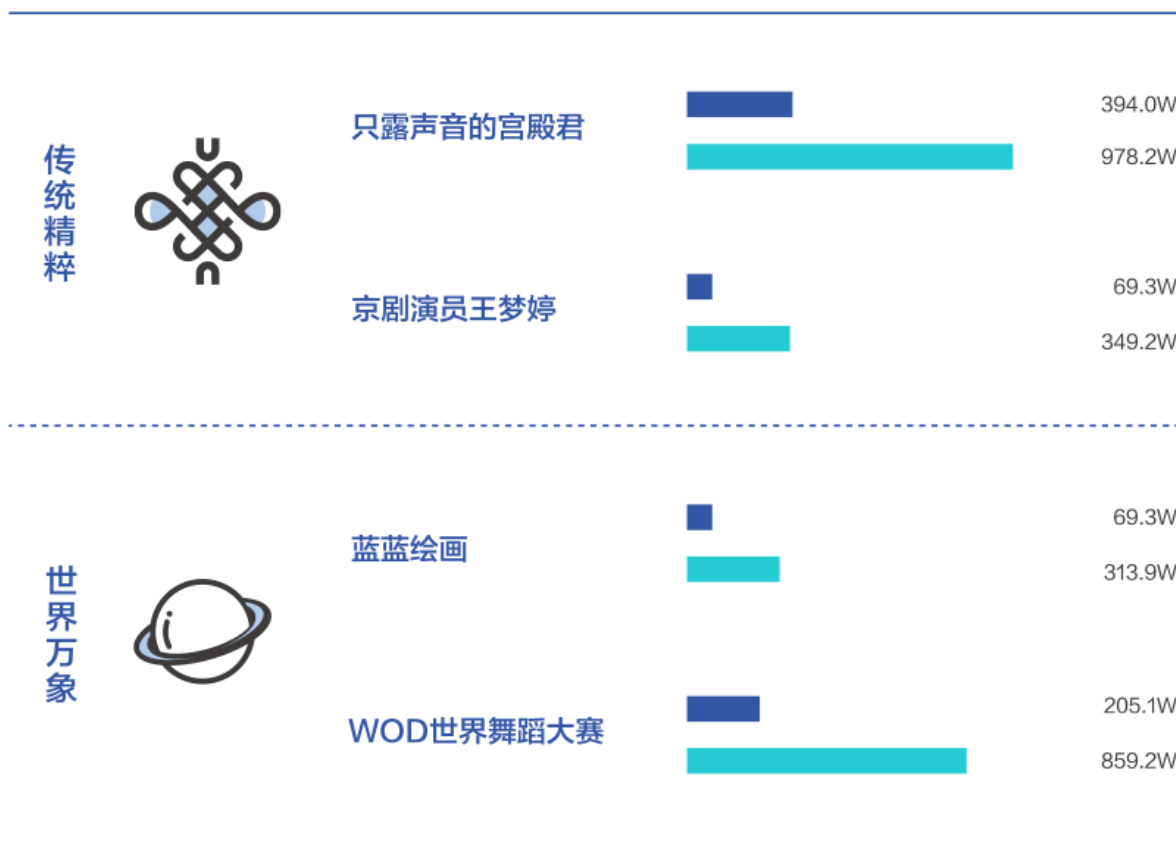 传统精粹
只露声音的宫殿君
394.0W
978.2W
京剧演员王梦婷
69.3W
349.2W
世界万象
蓝蓝绘画
69.3W
313.9W
WOD世界舞蹈大赛
205.1W
859.2W